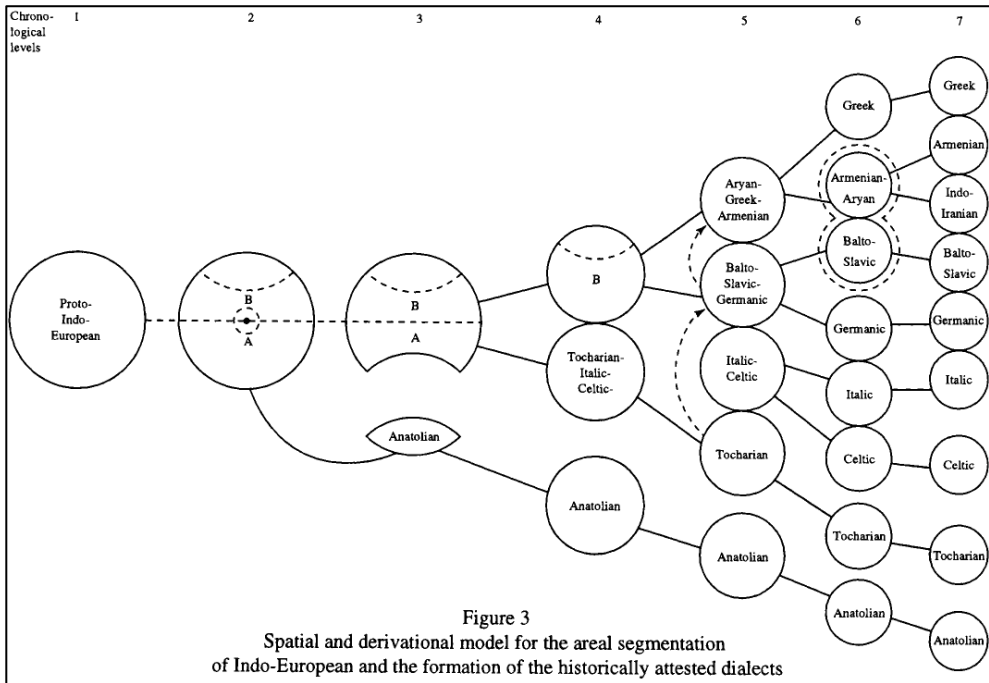 Chrono-
logical
levels
1
2
3
4
5
6
7
Proto-
Indo-
European
B
A
B
A
Anatolian
B
Tocharian-
Italic-
Celtic-
Anatolian
Aryan-
Greek-
Armenian
Balto-
Slavic-
Germanic
Italic-
Celtic
Tocharian
Anatolian
Greek
Armenian-
Aryan
Balto-
Slavic
Germanic
Italic
Celtic
Tocharian
Anatolian
Greek
Armenian
Indo-
Iranian
Balto-
Slavic
Germanic
Italic
Celtic
Tocharian
Anatolian
Figure 3
Spatial and derivational model for the areal segmentation
of Indo-European and the formation of the historically attested dialects